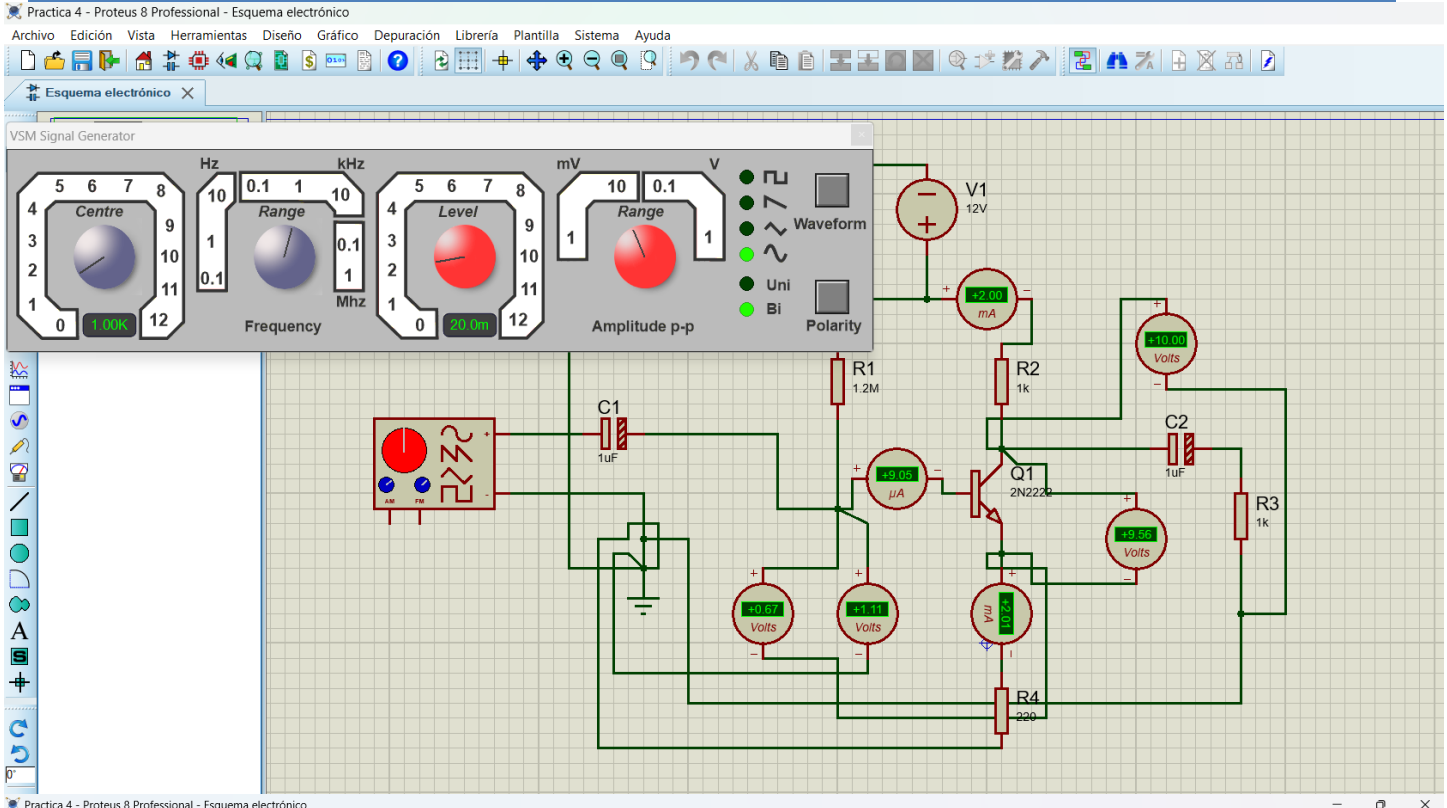 Practica 4 - Proteus 8 Professional - Esquema electrónico
Archivo Edición Vista Herramientas Diseño Gráfico Depuración Librería Plantilla Sistema Ayuda
Esquema electrónico
VSM Signal Generator
Hz kHz mV V
5 6 7 8 10 0.1 1 10 5 6 7 8 10 0.1
4 Centre 9 Range 4 Level 9 Range
Waveform
3 10 1 0.1 3 10 1 1
2 11 0.1 1 2 11 Uni
1 Mhz 1 Bi
0 1.00K 12 Frequency 0 20.0m 12 Amplitude p-p Polarity
V1
12V
+ +2.00 -
mA
+
+10.00
Volts
-
R1
1.2M
R2
1k
C1
1uF
C2
1uF
+
-
AM FM
+ +9.05 -
µA
Q1
2N2222
R3
1k
+
+9.56
Volts
-
+
+0.67
Volts
-
+
+1.11
Volts
-
+
+2.01
mA
-
R4
220
A
S
0°
Practica 4 - Proteus 8 Professional - Esquema electrónico